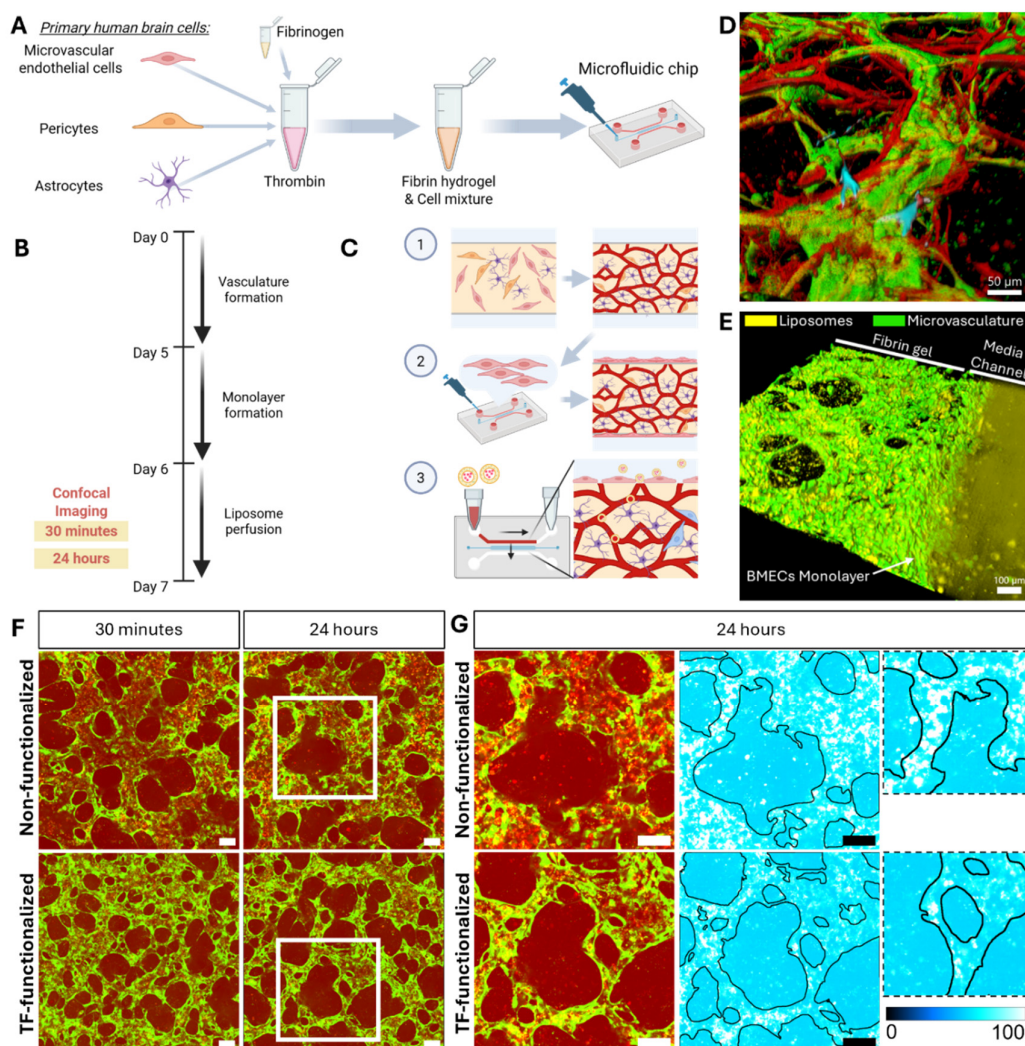 A
Primary human brain cells:
Microvascular
endothelial cells
Pericytes
Astrocytes
Fibrinogen
Thrombin
Fibrin hydrogel
& Cell mixture
Microfluidic chip
B
Day 0
Vasculature
formation
Day 5
Monolayer
formation
Day 6
Confocal
Imaging
30 minutes
24 hours
Liposome
perfusion
Day 7
C
1
2
3
D
50 µm
E
Liposomes
Microvasculature
Fibrin gel
Media
Channel
BMECs Monolayer
100 µm
F
30 minutes
24 hours
Non-functionalized
TF-functionalized
G
24 hours
Non-functionalized
TF-functionalized
0
100